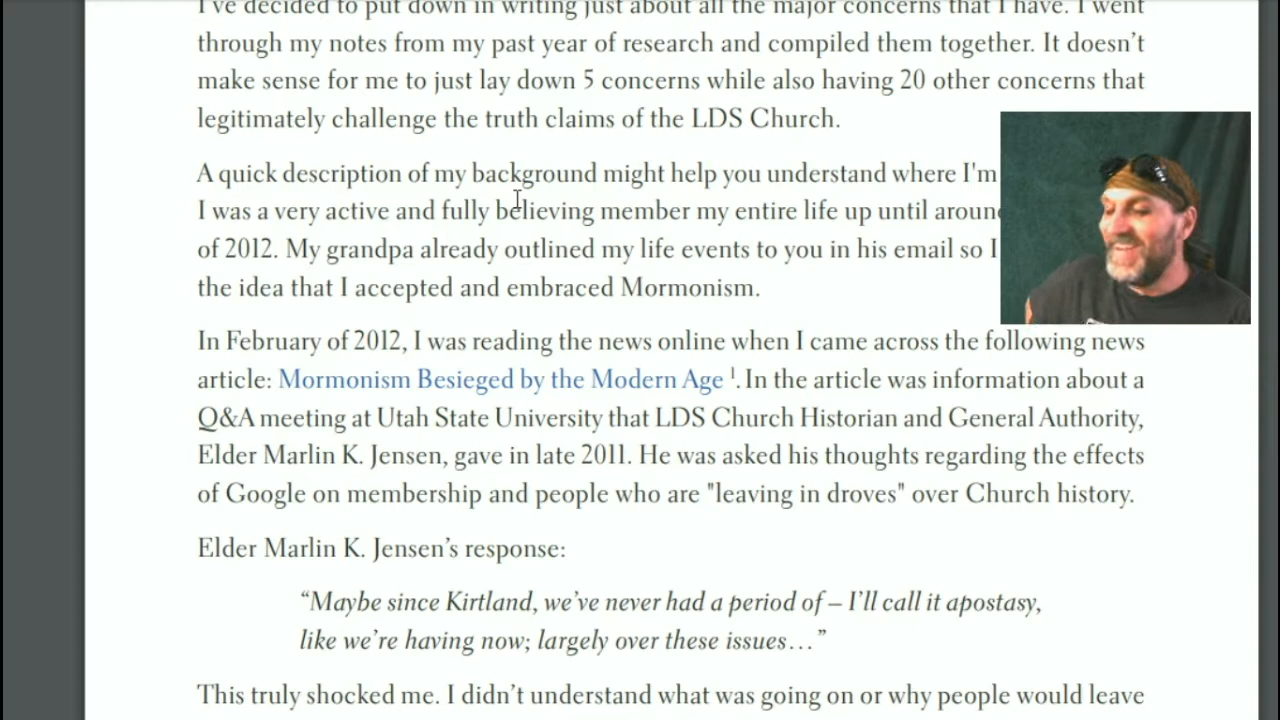 I've decided to put down in writing just about all the major concerns that I have. I went
through my notes from my past year of research and compiled them together. It doesn't
make sense for me to just lay down 5 concerns while also having 20 other concerns that
legitimately challenge the truth claims of the LDS Church.
A quick description of my background might help you understand where I'm
I was a very active and fully believing member my entire life up until aroun
of 2012. My grandpa already outlined my life events to you in his email so I
the idea that I accepted and embraced Mormonism.
In February of 2012, I was reading the news online when I came across the following news
article: Mormonism Besieged by the Modern Age ¹. In the article was information about a
Q&A meeting at Utah State University that LDS Church Historian and General Authority,
Elder Marlin K. Jensen, gave in late 2011. He was asked his thoughts regarding the effects
of Google on membership and people who are "leaving in droves" over Church history.
Elder Marlin K. Jensen's response:
“Maybe since Kirtland, we've never had a period of – I'll call it apostasy,
like we're having now; largely over these issues…”
This truly shocked me. I didn't understand what was going on or why people would leave